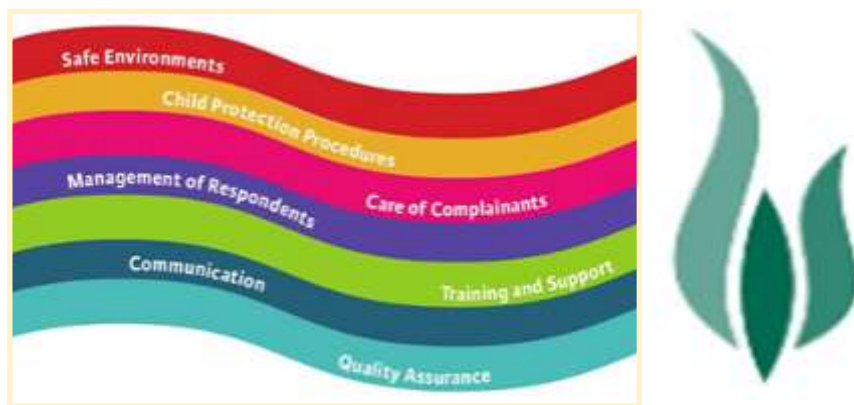 Safe Environments
Child Protection Procedures
Care of Complainants
Management of Respondents
Training and Support
Communication
Quality Assurance